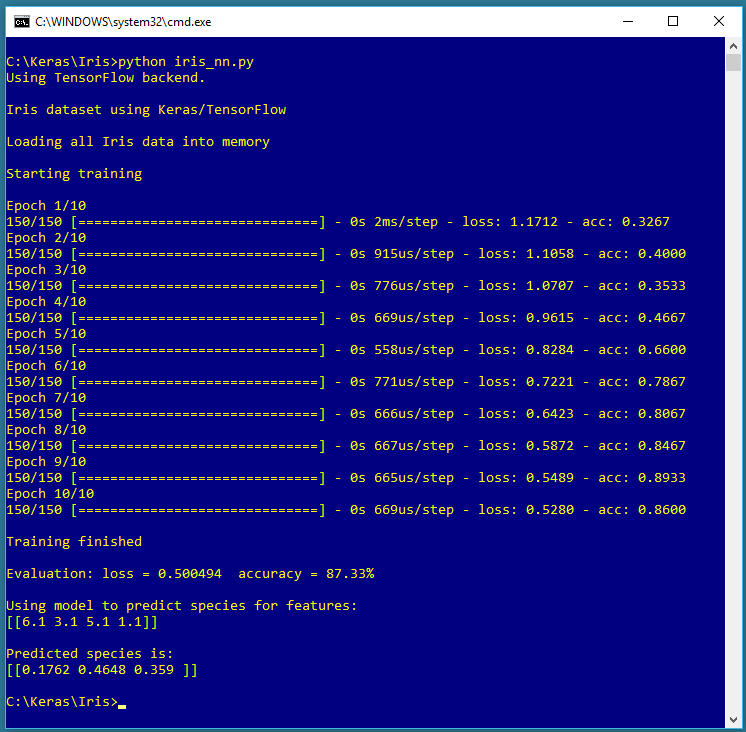 C:\WINDOWS\system32\cmd.exe
C:\Keras\Iris>python iris_nn.py
Using TensorFlow backend.
Iris dataset using Keras/TensorFlow
Loading all Iris data into memory
Starting training
Epoch 1/10
150/150 [==============================] - 0s 2ms/step - loss: 1.1712 - acc: 0.3267
Epoch 2/10
150/150 [==============================] - 0s 915us/step - loss: 1.1058 - acc: 0.4000
Epoch 3/10
150/150 [==============================] - 0s 776us/step - loss: 1.0707 - acc: 0.3533
Epoch 4/10
150/150 [==============================] - 0s 669us/step - loss: 0.9615 - acc: 0.4667
Epoch 5/10
150/150 [==============================] - 0s 558us/step - loss: 0.8284 - acc: 0.6600
Epoch 6/10
150/150 [==============================] - 0s 771us/step - loss: 0.7221 - acc: 0.7867
Epoch 7/10
150/150 [==============================] - 0s 666us/step - loss: 0.6423 - acc: 0.8067
Epoch 8/10
150/150 [==============================] - 0s 667us/step - loss: 0.5872 - acc: 0.8467
Epoch 9/10
150/150 [==============================] - 0s 665us/step - loss: 0.5489 - acc: 0.8933
Epoch 10/10
150/150 [==============================] - 0s 669us/step - loss: 0.5280 - acc: 0.8600
Training finished
Evaluation: loss = 0.500494  accuracy = 87.33%
Using model to predict species for features:
[[6.1 3.1 5.1 1.1]]
Predicted species is:
[[0.1762 0.4648 0.359 ]]
C:\Keras\Iris>